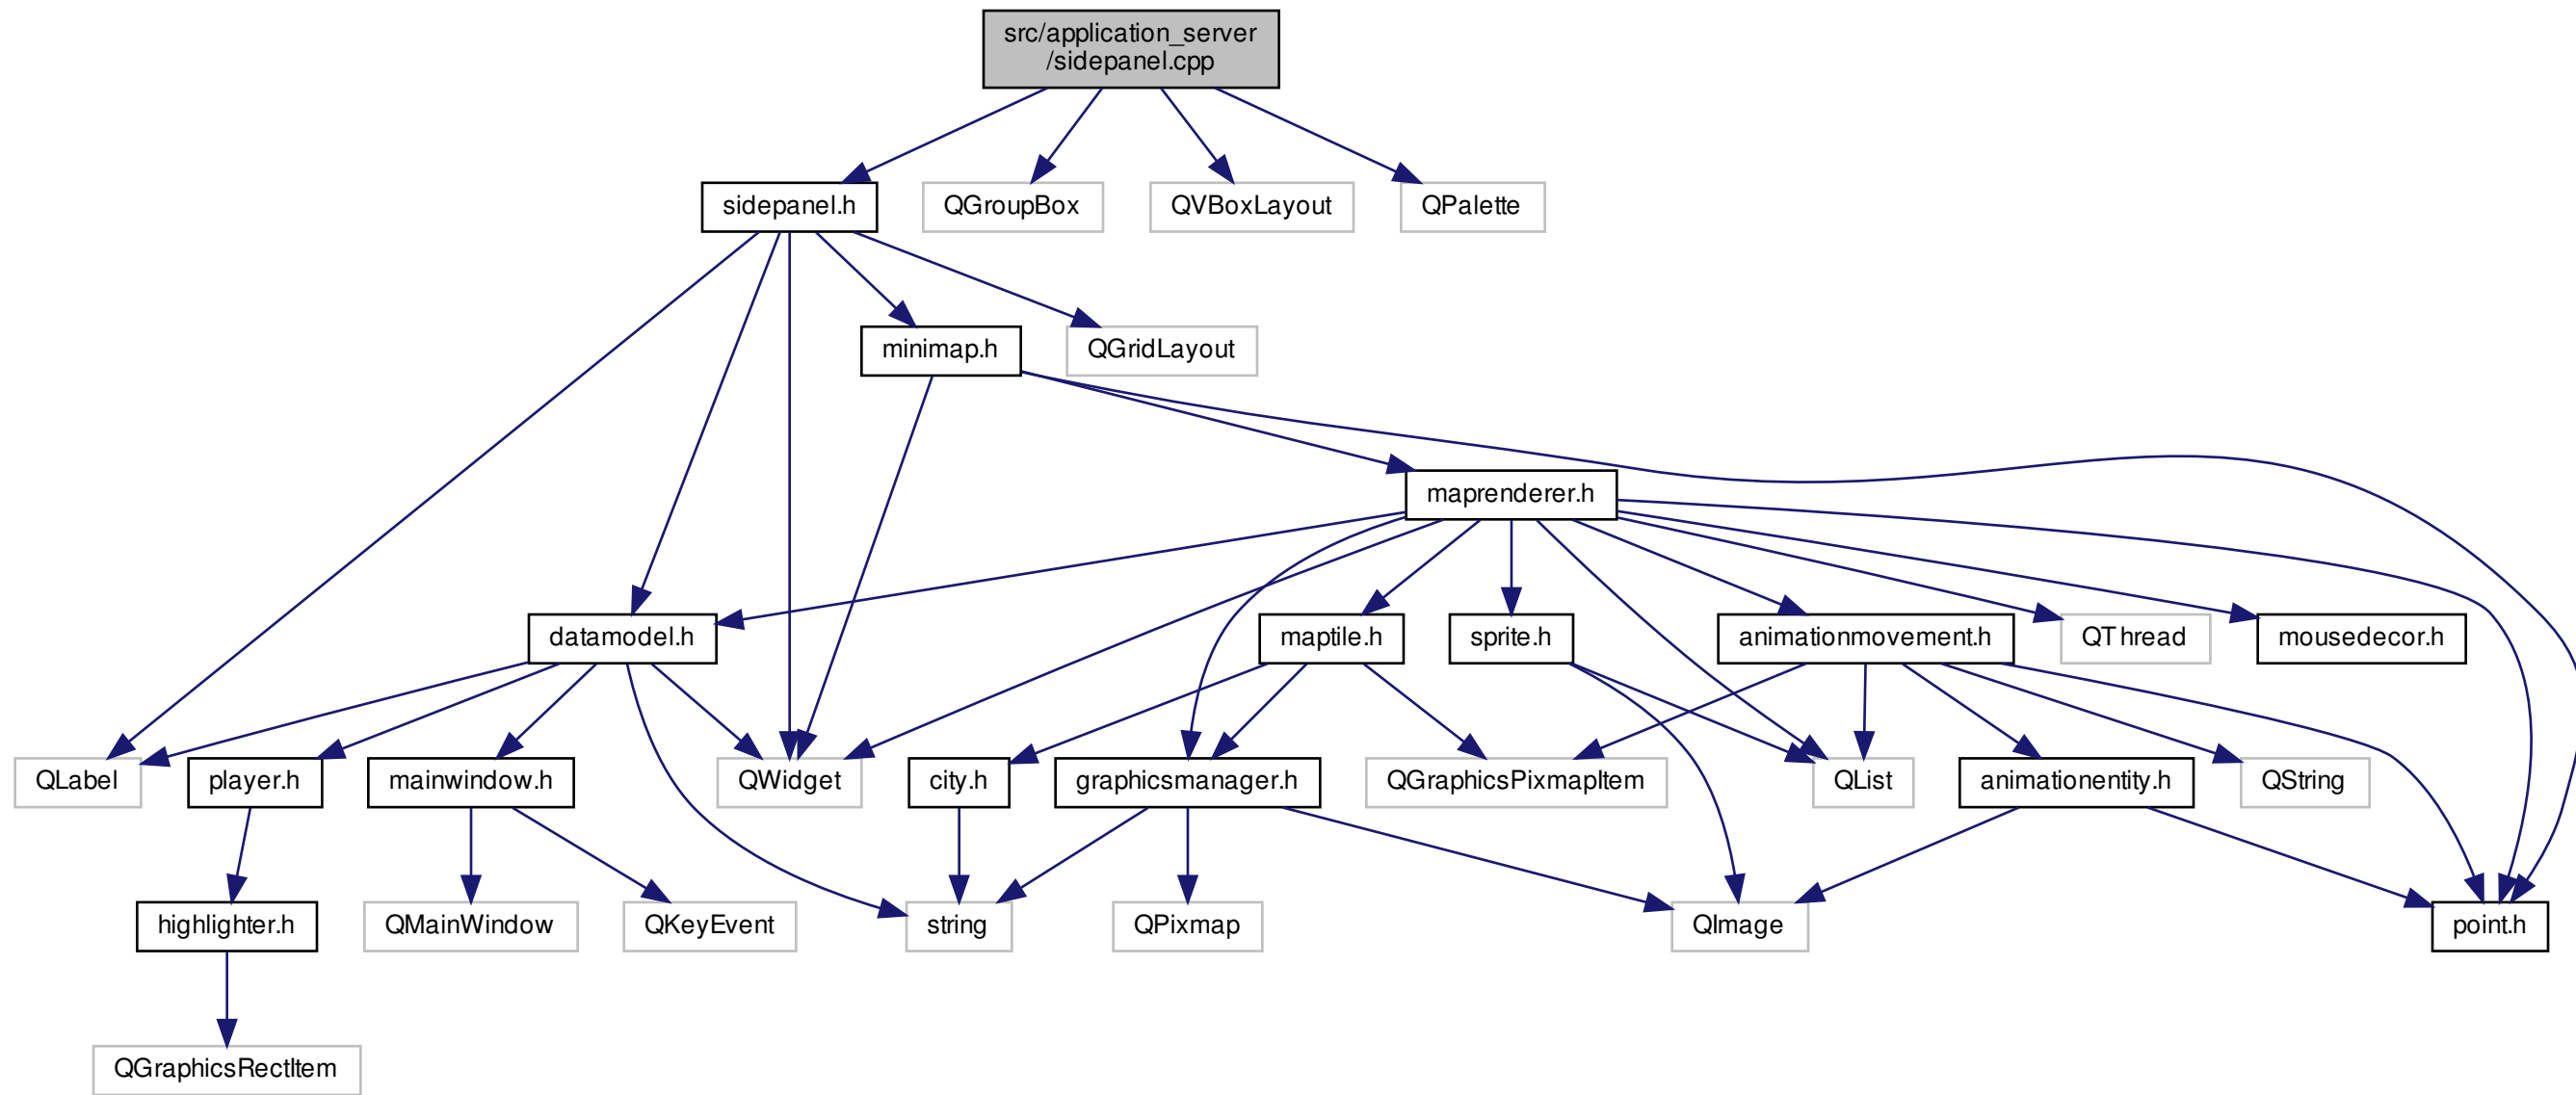 src/application_server
/sidepanel.cpp
sidepanel.h
QGroupBox
QVBoxLayout
QPalette
minimap.h
QGridLayout
maprenderer.h
datamodel.h
maptile.h
sprite.h
animationmovement.h
QThread
mousedecor.h
QLabel
player.h
mainwindow.h
QWidget
city.h
graphicsmanager.h
QGraphicsPixmapItem
QList
animationentity.h
QString
highlighter.h
QMainWindow
QKeyEvent
string
QPixmap
QImage
point.h
QGraphicsRectItem